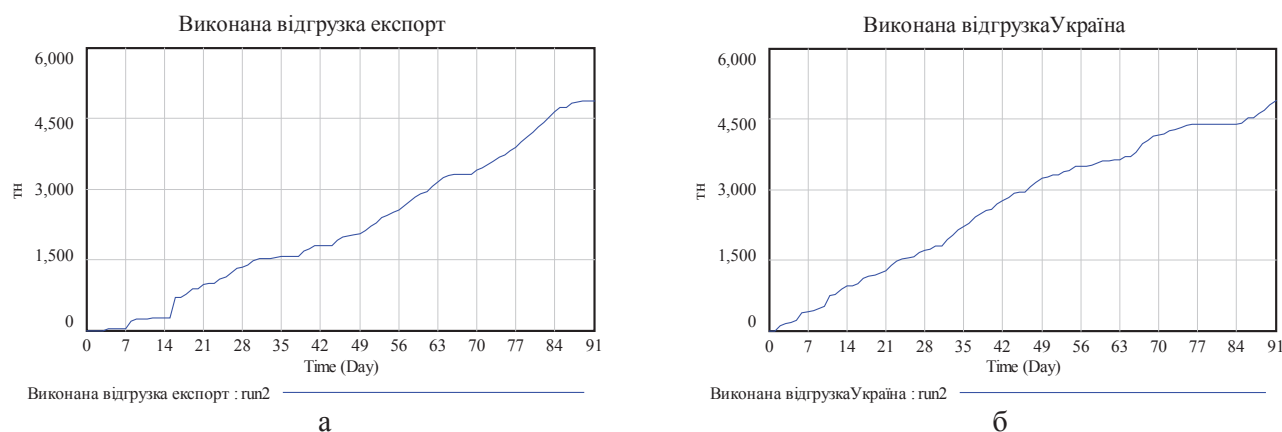 Виконана відгрузка експорт
6,000
4,500
3,000
1,500
0
тн
0 7 14 21 28 35 42 49 56 63 70 77 84 91
Time (Day)
Виконана відгрузка експорт : run2
а
Виконана відгрузкаУкраїна
6,000
4,500
3,000
1,500
0
тн
0 7 14 21 28 35 42 49 56 63 70 77 84 91
Time (Day)
Виконана відгрузкаУкраїна : run2
б